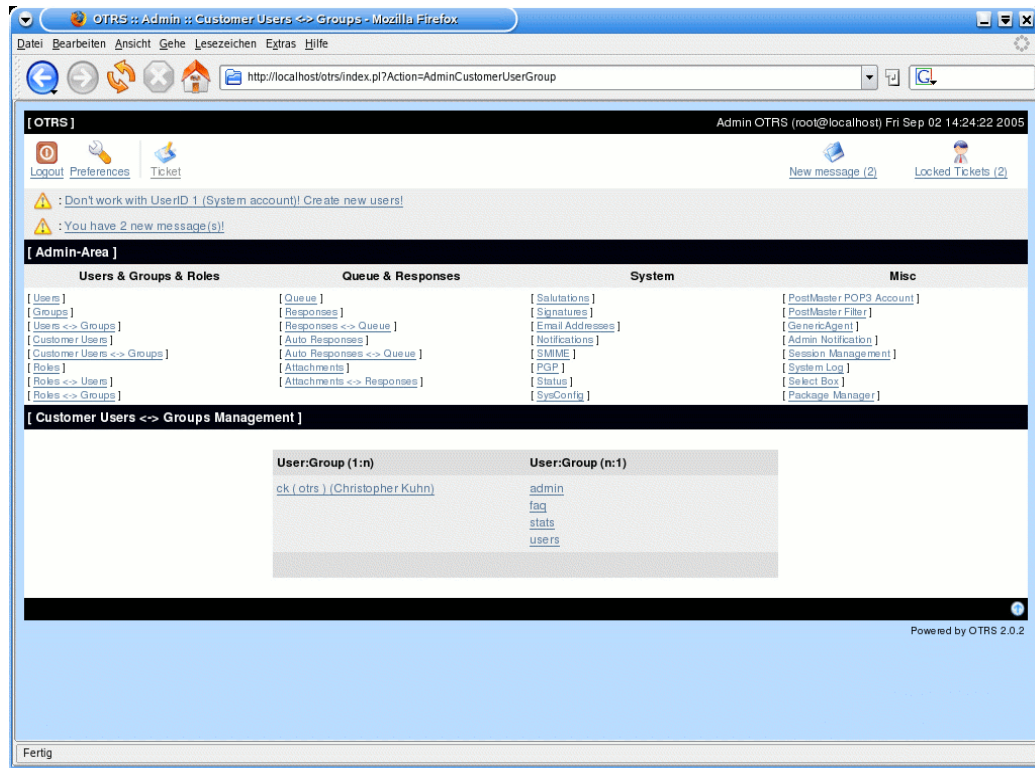 OTRS :: Admin :: Customer Users <-> Groups - Mozilla Firefox
Datei Bearbeiten Ansicht Gehe Lesezeichen Extras Hilfe
http://localhost/otrs/index.pl?Action=AdminCustomerUserGroup
[ OTRS ] Admin OTRS (root@localhost) Fri Sep 02 14:24:22 2005
Logout Preferences Ticket New message (2) Locked Tickets (2)
: Don't work with UserID 1 (System account)! Create new users!
: You have 2 new message(s)!
[ Admin-Area ]
Users & Groups & Roles Queue & Responses System Misc
[ Users ] [ Queue ] [ Salutations ] [ PostMaster POP3 Account ]
[ Groups ] [ Responses ] [ Signatures ] [ PostMaster Filter ]
[ Users <-> Groups ] [ Responses <-> Queue ] [ Email Addresses ] [ GenericAgent ]
[ Customer Users ] [ Auto Responses ] [ Notifications ] [ Admin Notification ]
[ Customer Users <-> Groups ] [ Auto Responses <-> Queue ] [ SMIME ] [ Session Management ]
[ Roles ] [ Attachments ] [ PGP ] [ System Log ]
[ Roles <-> Users ] [ Attachments <-> Responses ] [ Status ] [ Select Box ]
[ Roles <-> Groups ] [ SysConfig ] [ Package Manager ]
[ Customer Users <-> Groups Management ]
User:Group (1:n) User:Group (n:1)
ck ( otrs ) (Christopher Kuhn) admin
faq
stats
users
Powered by OTRS 2.0.2
Fertig